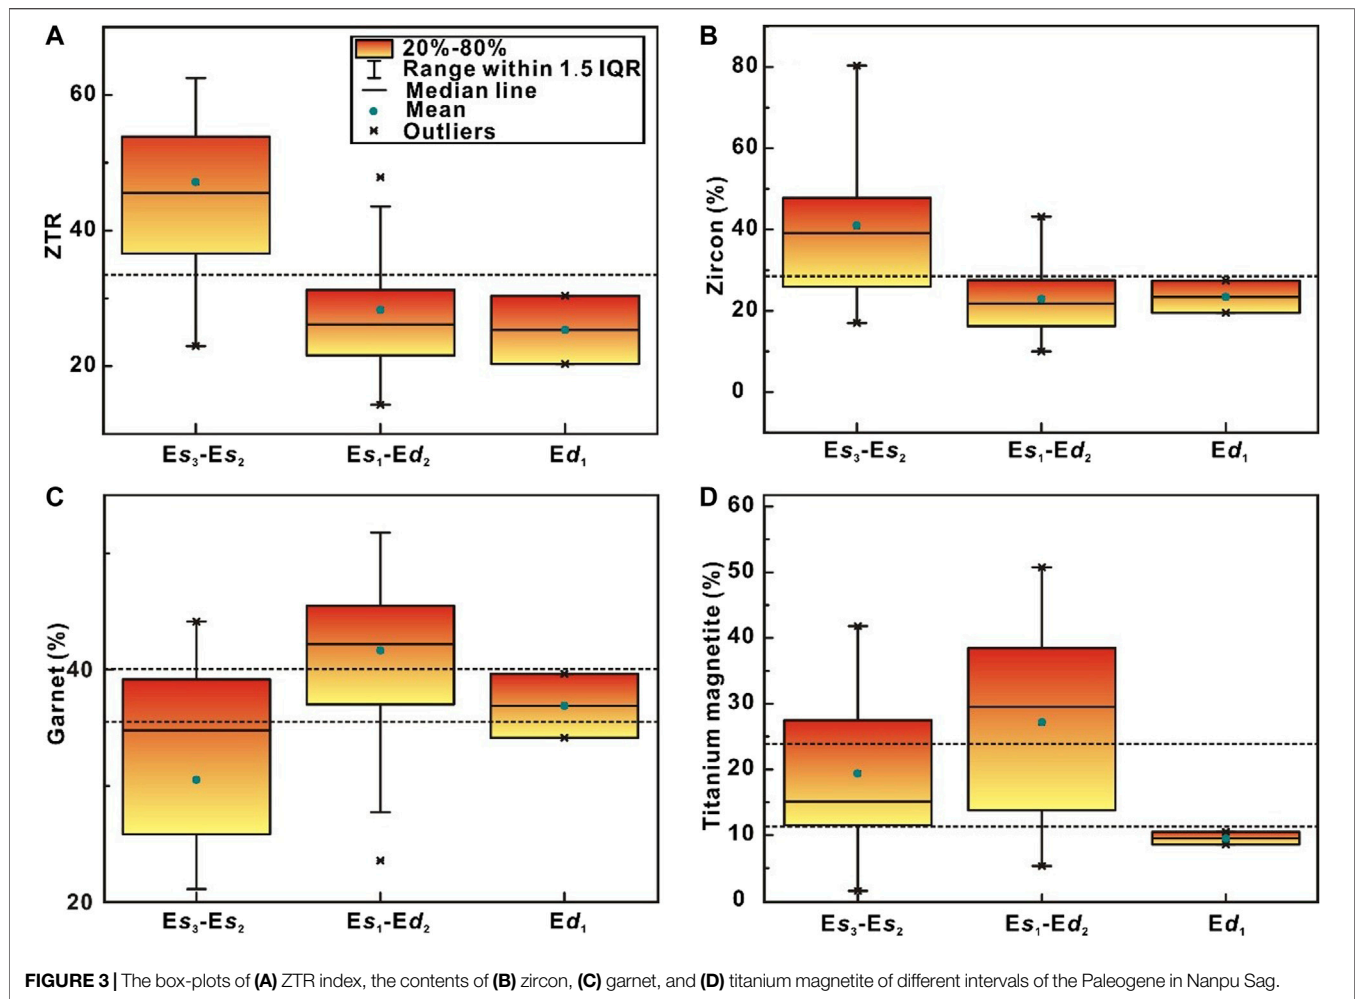 A
20%-80%
Range within 1.5 IQR
Median line
Mean
Outliers
60
40
20
ZTR
Es₃-Es₂ Es₁-Ed₂ Ed₁
B
80
60
40
20
0
Zircon (%)
Es₃-Es₂ Es₁-Ed₂ Ed₁
C
40
20
Garnet (%)
Es₃-Es₂ Es₁-Ed₂ Ed₁
D
60
50
40
30
20
10
0
Titanium magnetite (%)
Es₃-Es₂ Es₁-Ed₂ Ed₁
FIGURE 3 | The box-plots of (A) ZTR index, the contents of (B) zircon, (C) garnet, and (D) titanium magnetite of different intervals of the Paleogene in Nanpu Sag.